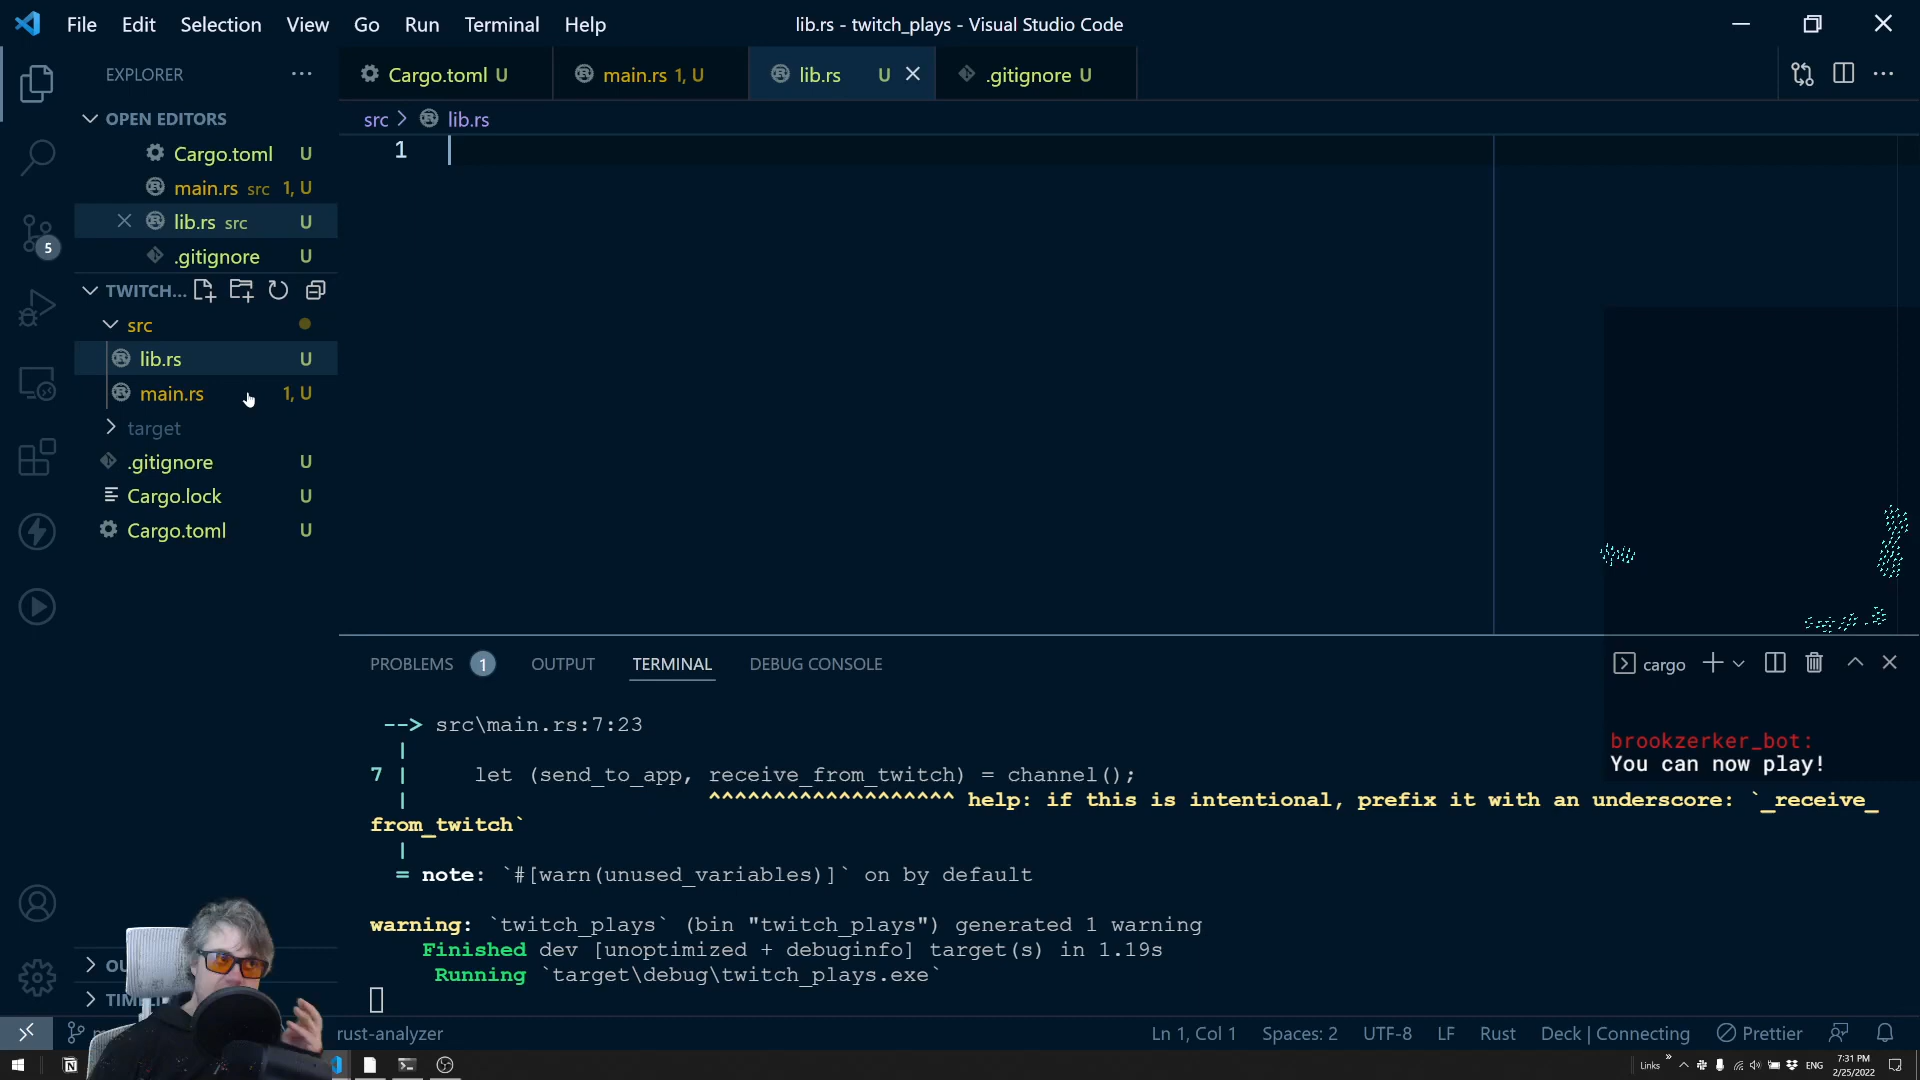 File Edit Selection View Go Run Terminal Help
lib.rs - twitch_plays - Visual Studio Code
EXPLORER
Cargo.toml U
main.rs 1, U
lib.rs U
.gitignore U
OPEN EDITORS
src > lib.rs
1
Cargo.toml U
main.rs src 1, U
lib.rs src U
.gitignore U
5
TWITCH...
src
lib.rs U
main.rs 1, U
target
.gitignore U
Cargo.lock U
Cargo.toml U
PROBLEMS 1 OUTPUT TERMINAL DEBUG CONSOLE
cargo
--> src\main.rs:7:23
|
7 | let (send_to_app, receive_from_twitch) = channel();
| ^^^^^^^^^^^^^^^^^^^ help: if this is intentional, prefix it with an underscore: `_receive_
from_twitch`
|
= note: `#[warn(unused_variables)]` on by default
warning: `twitch_plays` (bin "twitch_plays") generated 1 warning
Finished dev [unoptimized + debuginfo] target(s) in 1.19s
Running `target\debug\twitch_plays.exe`
brookzerker_bot:
You can now play!
rust-analyzer
Ln 1, Col 1 Spaces: 2 UTF-8 LF Rust Deck | Connecting Prettier
Links ENG 7:31 PM
2/25/2022